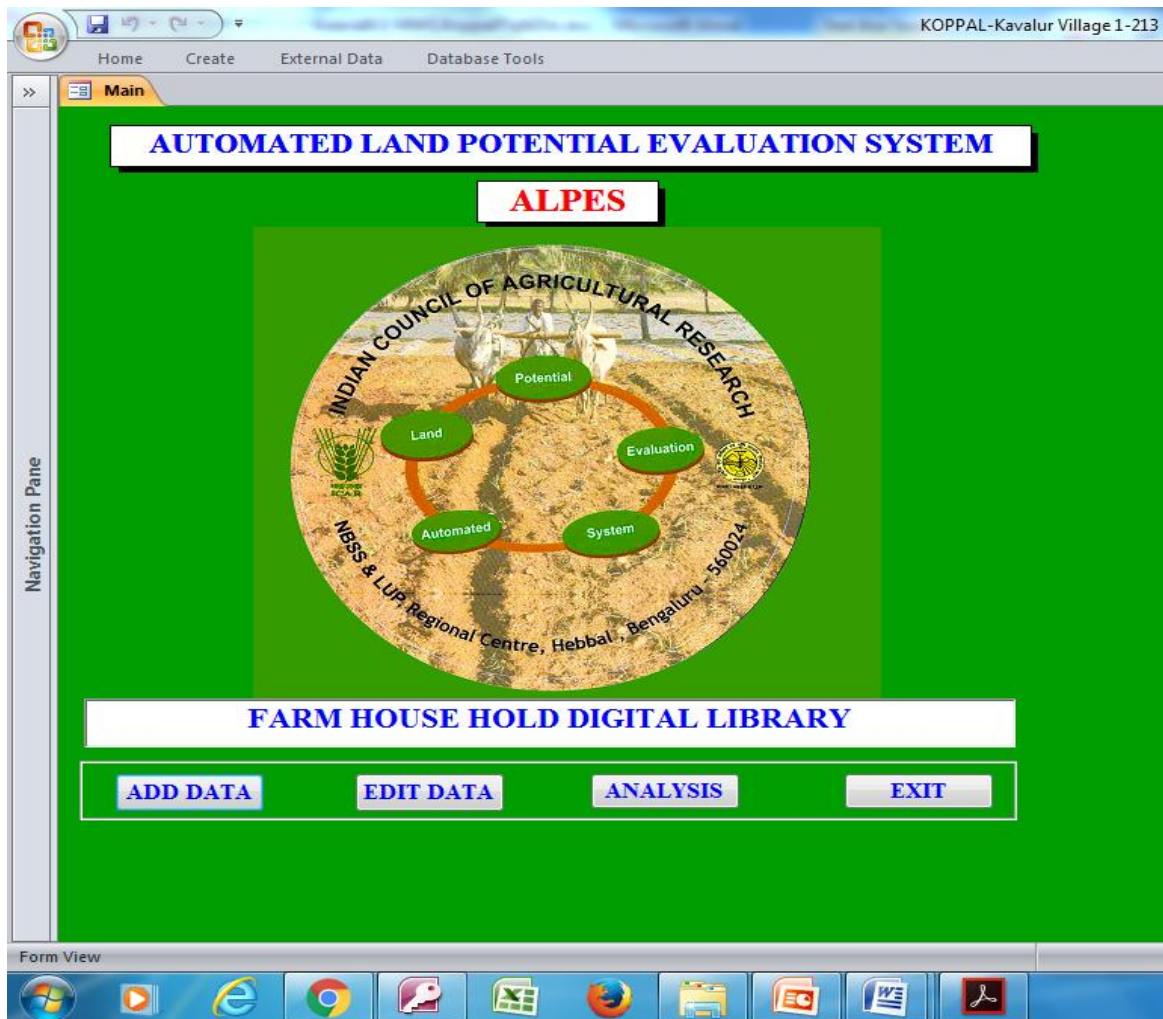 KOPPAL-Kavalur Village 1-213
Home Create External Data Database Tools
Main
AUTOMATED LAND POTENTIAL EVALUATION SYSTEM
ALPES
INDIAN COUNCIL OF AGRICULTURAL RESEARCH
Potential
Land
Evaluation
ICAR
Automated
System
NBSS & LUP, Regional Centre, Hebbal , Bengaluru - 560024
Navigation Pane
FARM HOUSE HOLD DIGITAL LIBRARY
ADD DATA EDIT DATA ANALYSIS EXIT
Form View